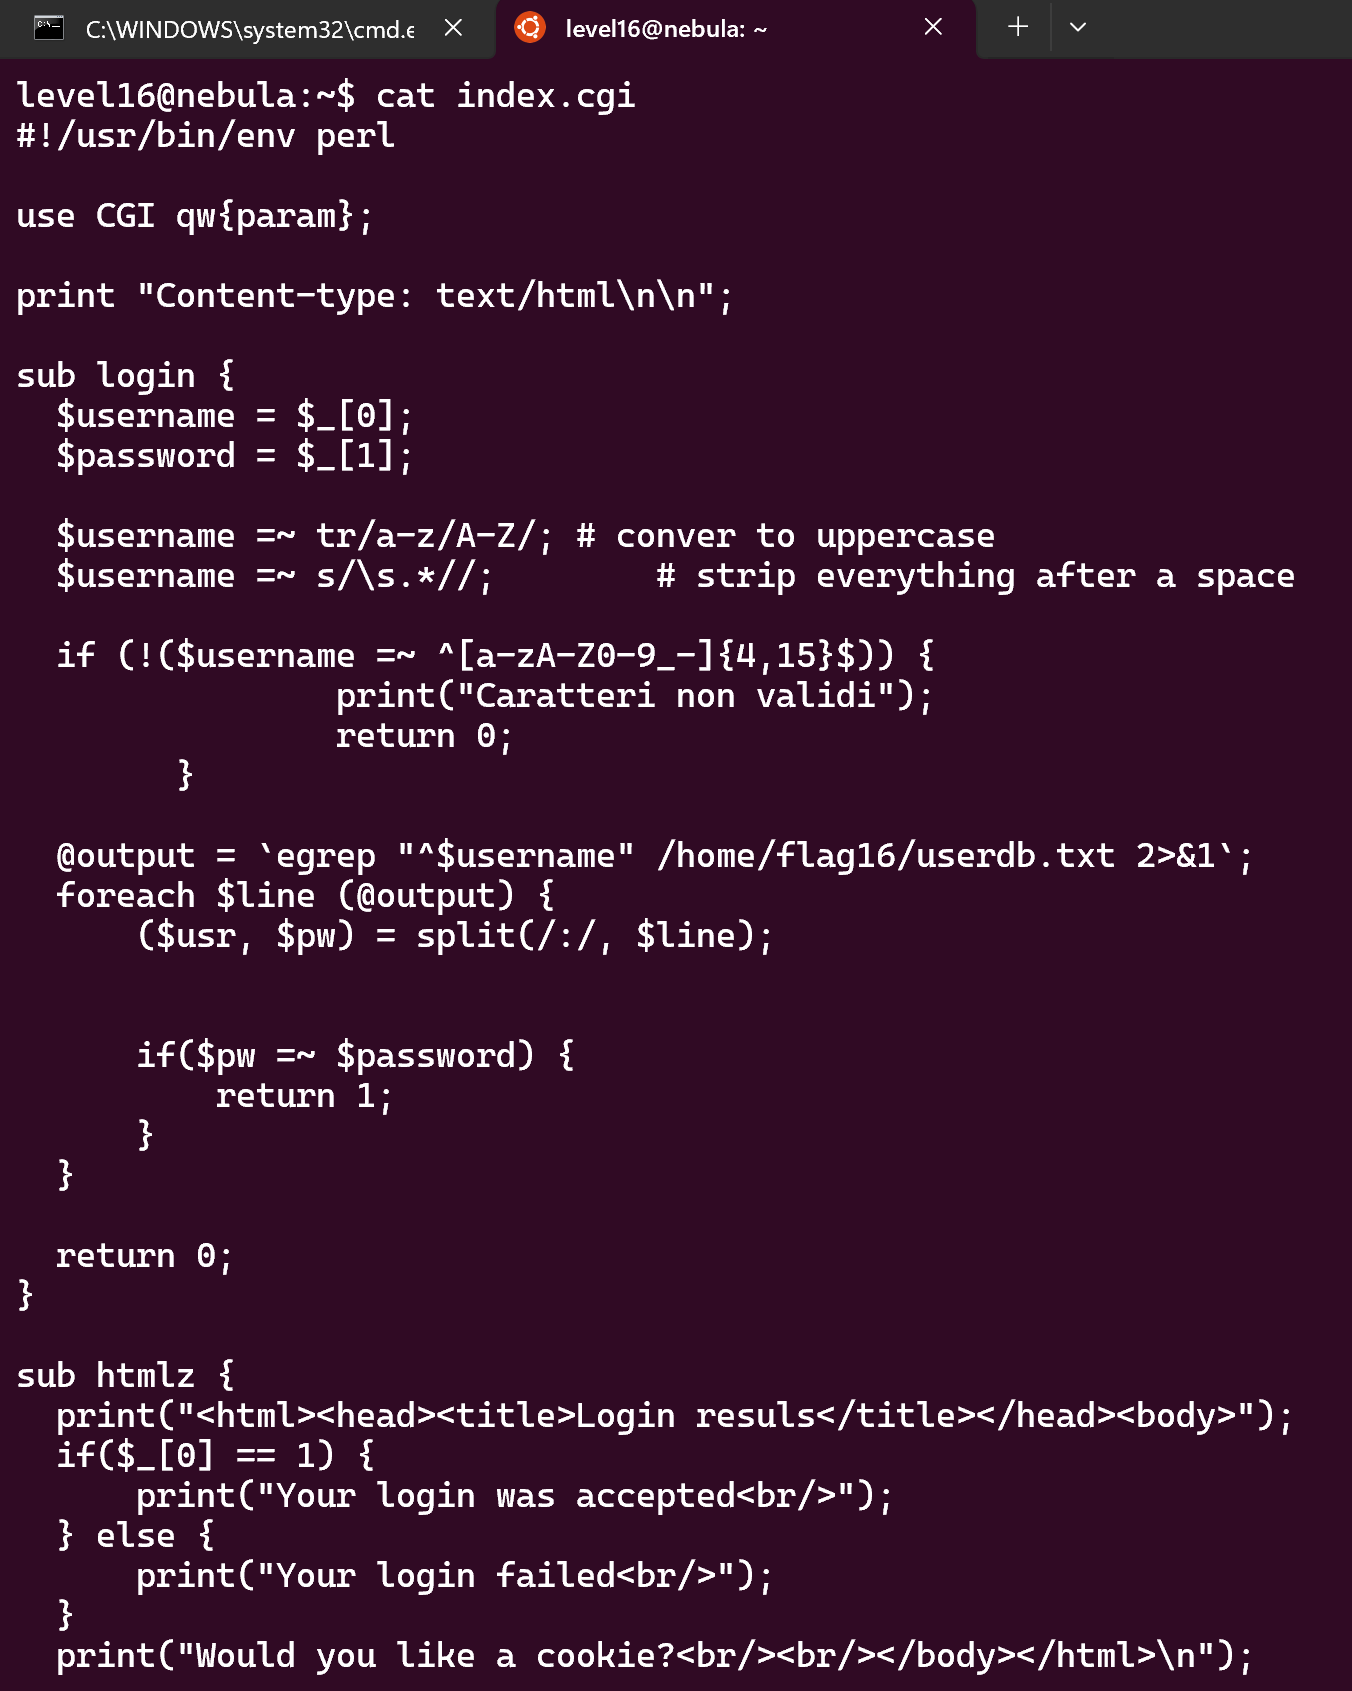 C:\WINDOWS\system32\cmd.e
level16@nebula: ~
level16@nebula:~$ cat index.cgi
#!/usr/bin/env perl
use CGI qw{param};
print "Content-type: text/html\n\n";
sub login {
  $username = $_[0];
  $password = $_[1];
  $username =~ tr/a-z/A-Z/; # conver to uppercase
  $username =~ s/\s.*//;        # strip everything after a space
  if (!($username =~ ^[a-zA-Z0-9_-]{4,15}$)) {
                print("Caratteri non validi");
                return 0;
        }
  @output = `egrep "^$username" /home/flag16/userdb.txt 2>&1`;
  foreach $line (@output) {
      ($usr, $pw) = split(/:/, $line);
      if($pw =~ $password) {
          return 1;
      }
  }
  return 0;
}
sub htmlz {
  print("<html><head><title>Login resuls</title></head><body>");
  if($_[0] == 1) {
      print("Your login was accepted<br/>");
  } else {
      print("Your login failed<br/>");
  }
  print("Would you like a cookie?<br/><br/></body></html>\n");